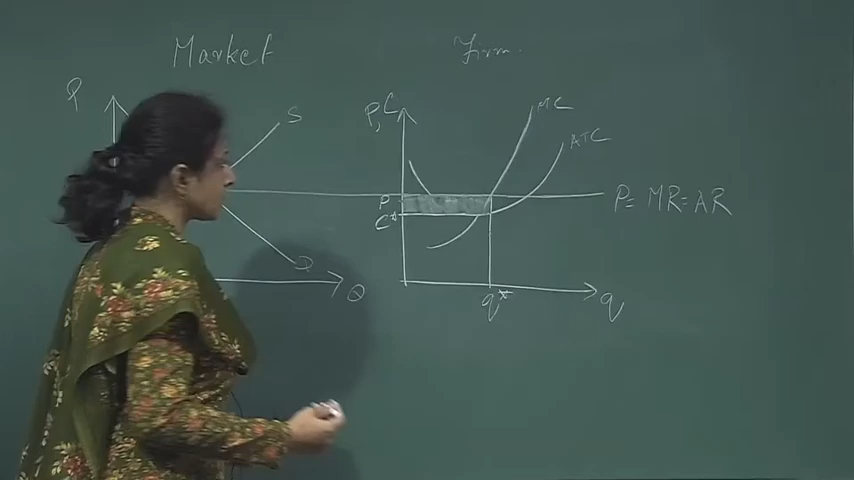 Market
Firm.
P
S
D
Q
P, C
MC
ATC
P
C*
P = MR = AR
q*
q